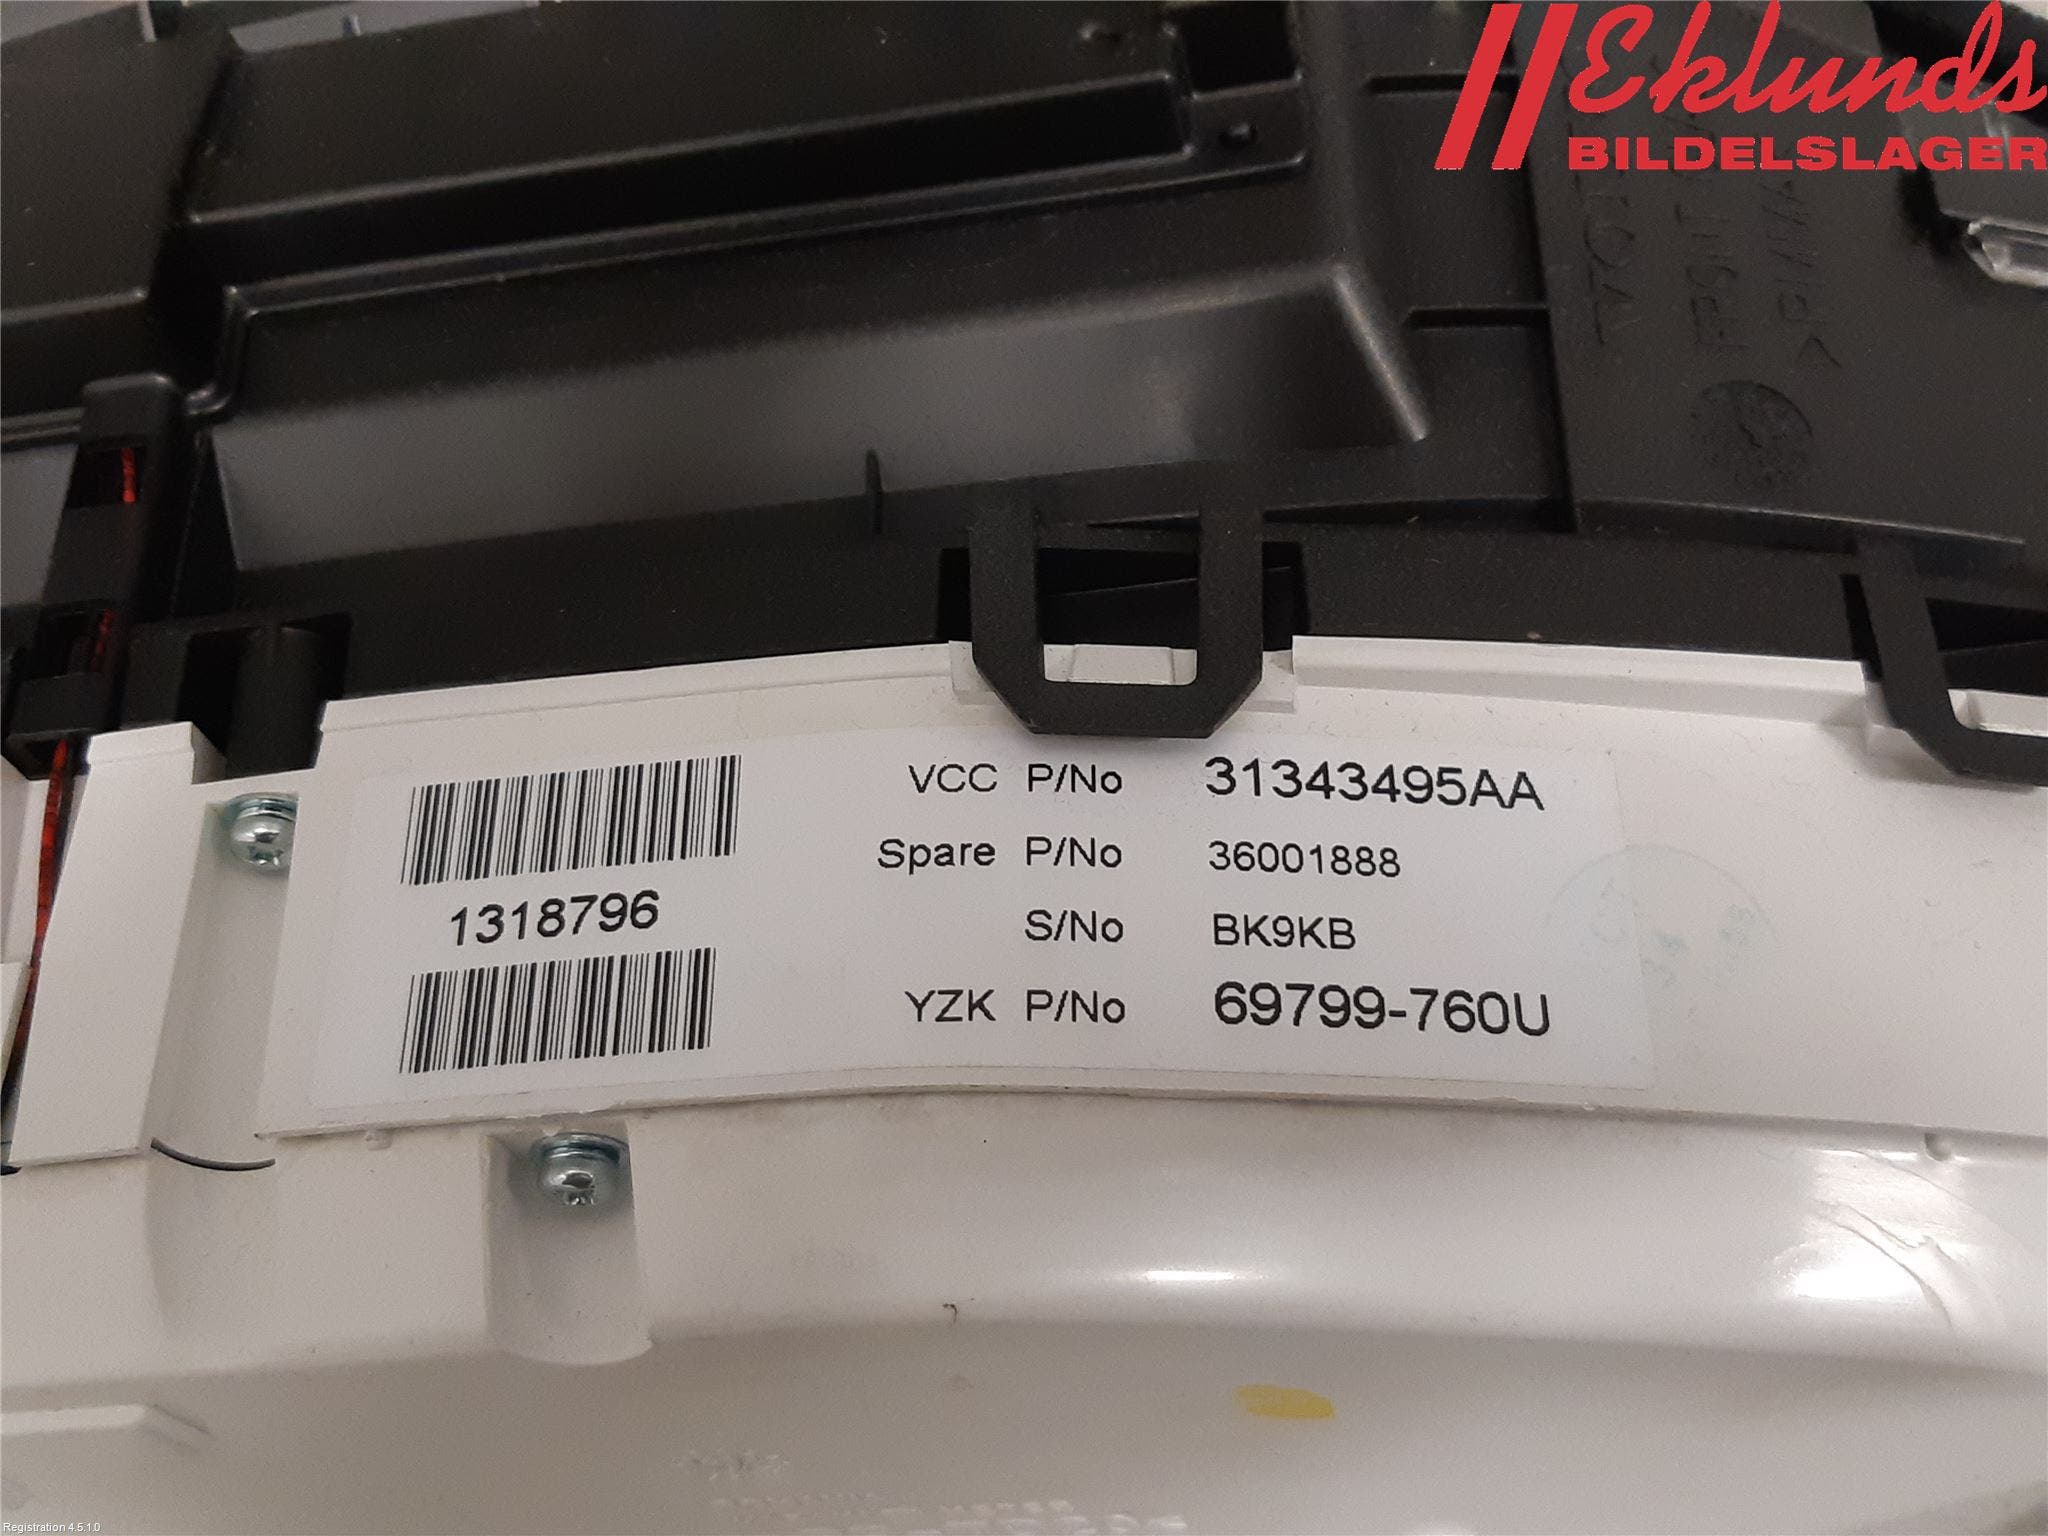 Eklunds
BILDELSLAGER
VCC P/No 31343495AA
Spare P/No 36001888
1318796
S/No BK9KB
YZK P/No 69799-760U
Registration 4.5.1.0